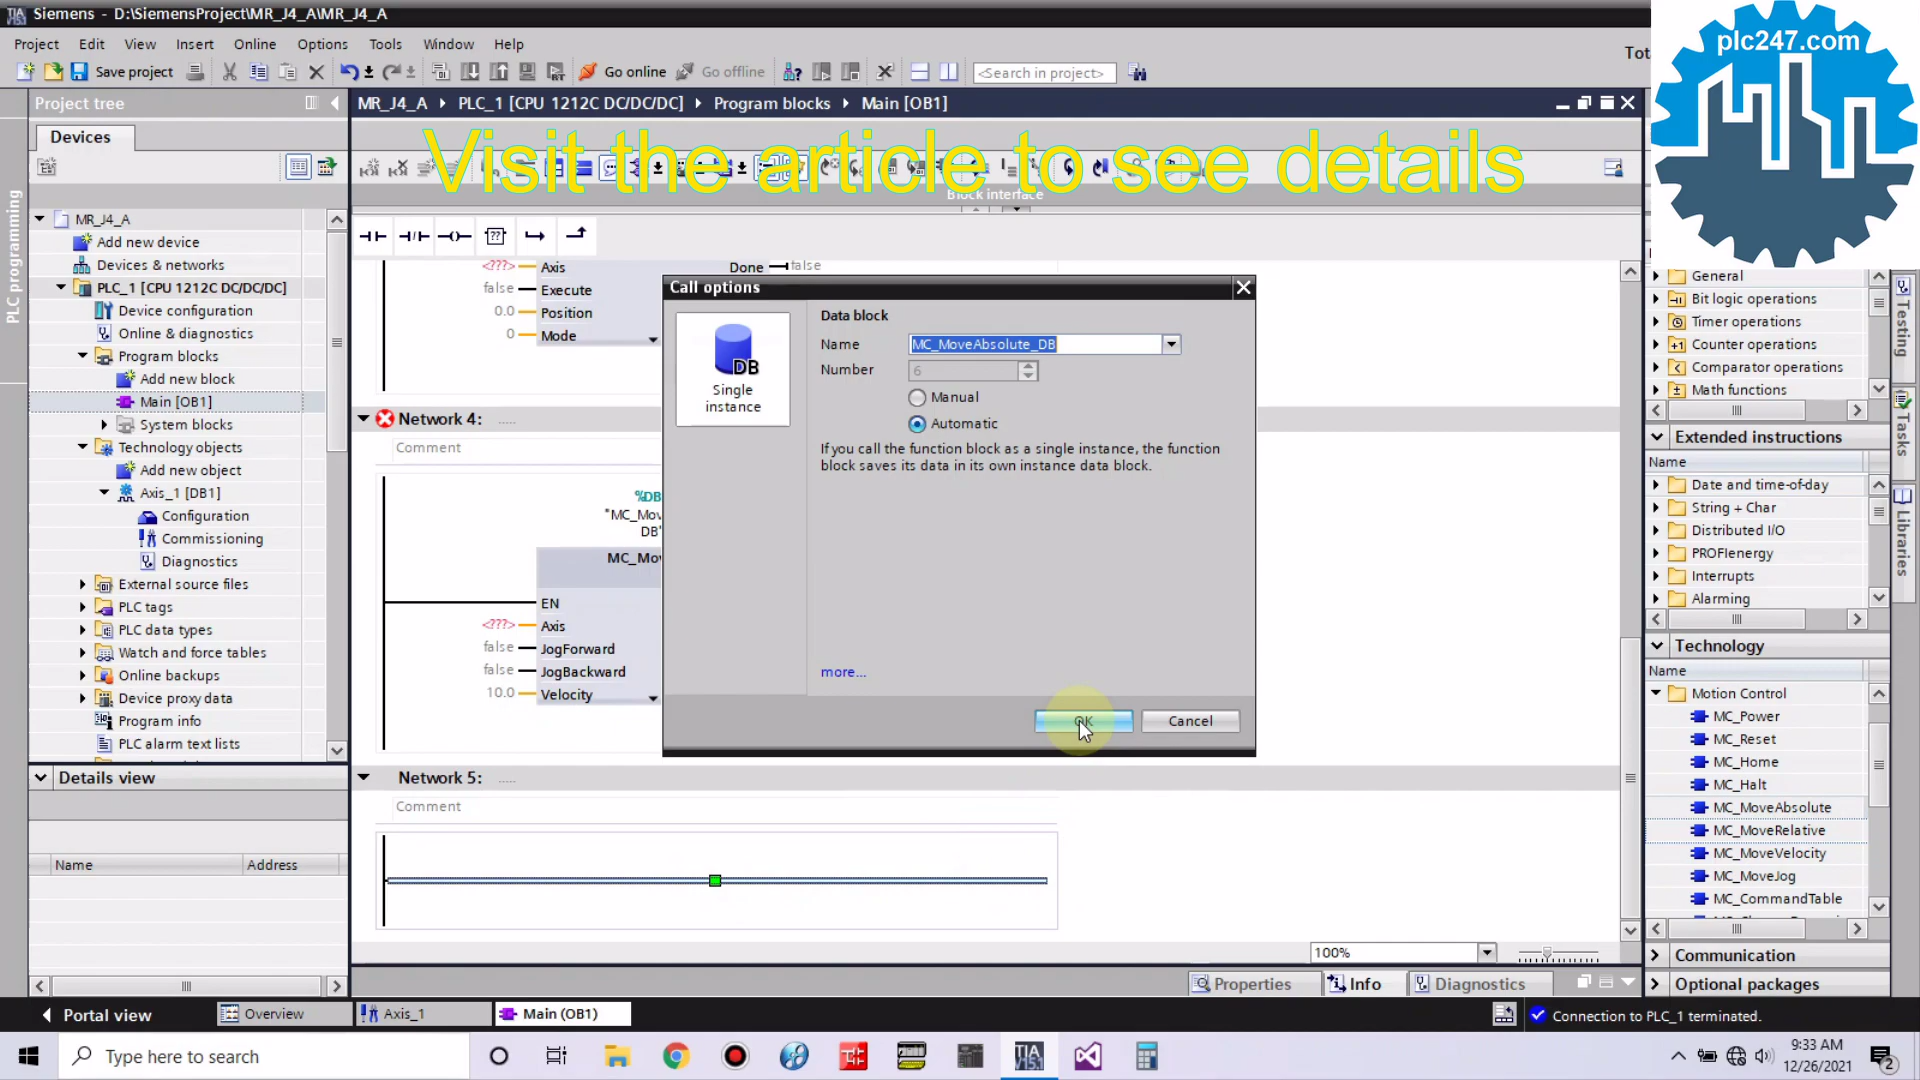 Siemens - D:\SiemensProject\MR_J4_A\MR_J4_A
Project Edit View Insert Online Options Tools Window Help
Save project
Go online
Go offline
<Search in project>
Tot
plc247.com
Project tree
MR_J4_A PLC_1 [CPU 1212C DC/DC/DC] Program blocks Main [OB1]
Devices
Visit the article to see details
Block interface
PLC programming
MR_J4_A
Add new device
Devices & networks
PLC_1 [CPU 1212C DC/DC/DC]
Device configuration
Online & diagnostics
Program blocks
Add new block
Main [OB1]
System blocks
Technology objects
Add new object
Axis_1 [DB1]
Configuration
Commissioning
Diagnostics
External source files
PLC tags
PLC data types
Watch and force tables
Online backups
Device proxy data
Program info
PLC alarm text lists
Details view
Name Address
<???> Axis Done false
false Execute
0.0 Position
0 Mode
Network 4: .....
Comment
%DB
"MC_Mov
DB"
MC_Mov
EN
<???> Axis
false JogForward
false JogBackward
10.0 Velocity
Network 5: .....
Comment
Call options
DB
Single
instance
Data block
Name MC_MoveAbsolute_DB
Number 6
Manual
Automatic
If you call the function block as a single instance, the function
block saves its data in its own instance data block.
more...
OK
Cancel
100%
Properties Info Diagnostics
General
Bit logic operations
Timer operations
Counter operations
Comparator operations
Math functions
Extended instructions
Name
Date and time-of-day
String + Char
Distributed I/O
PROFIenergy
Interrupts
Alarming
Technology
Name
Motion Control
MC_Power
MC_Reset
MC_Home
MC_Halt
MC_MoveAbsolute
MC_MoveRelative
MC_MoveVelocity
MC_MoveJog
MC_CommandTable
Communication
Optional packages
Testing
Tasks
Libraries
Portal view
Overview
Axis_1
Main (OB1)
Connection to PLC_1 terminated.
Type here to search
9:33 AM
12/26/2021
2